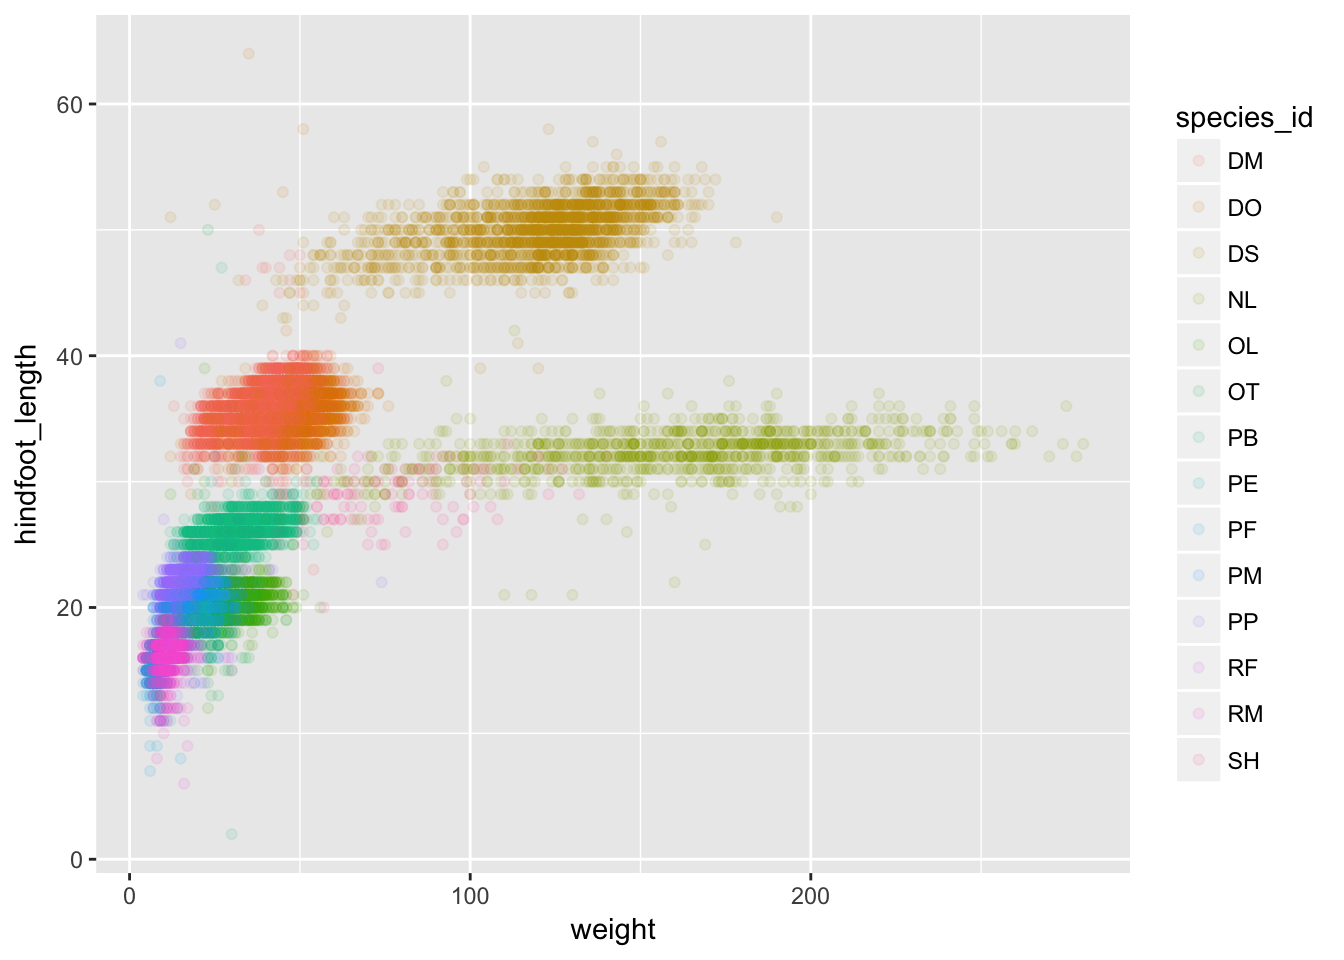 60
40
20
0
hindfoot_length
0 100 200
weight
species_id
DM
DO
DS
NL
OL
OT
PB
PE
PF
PM
PP
RF
RM
SH